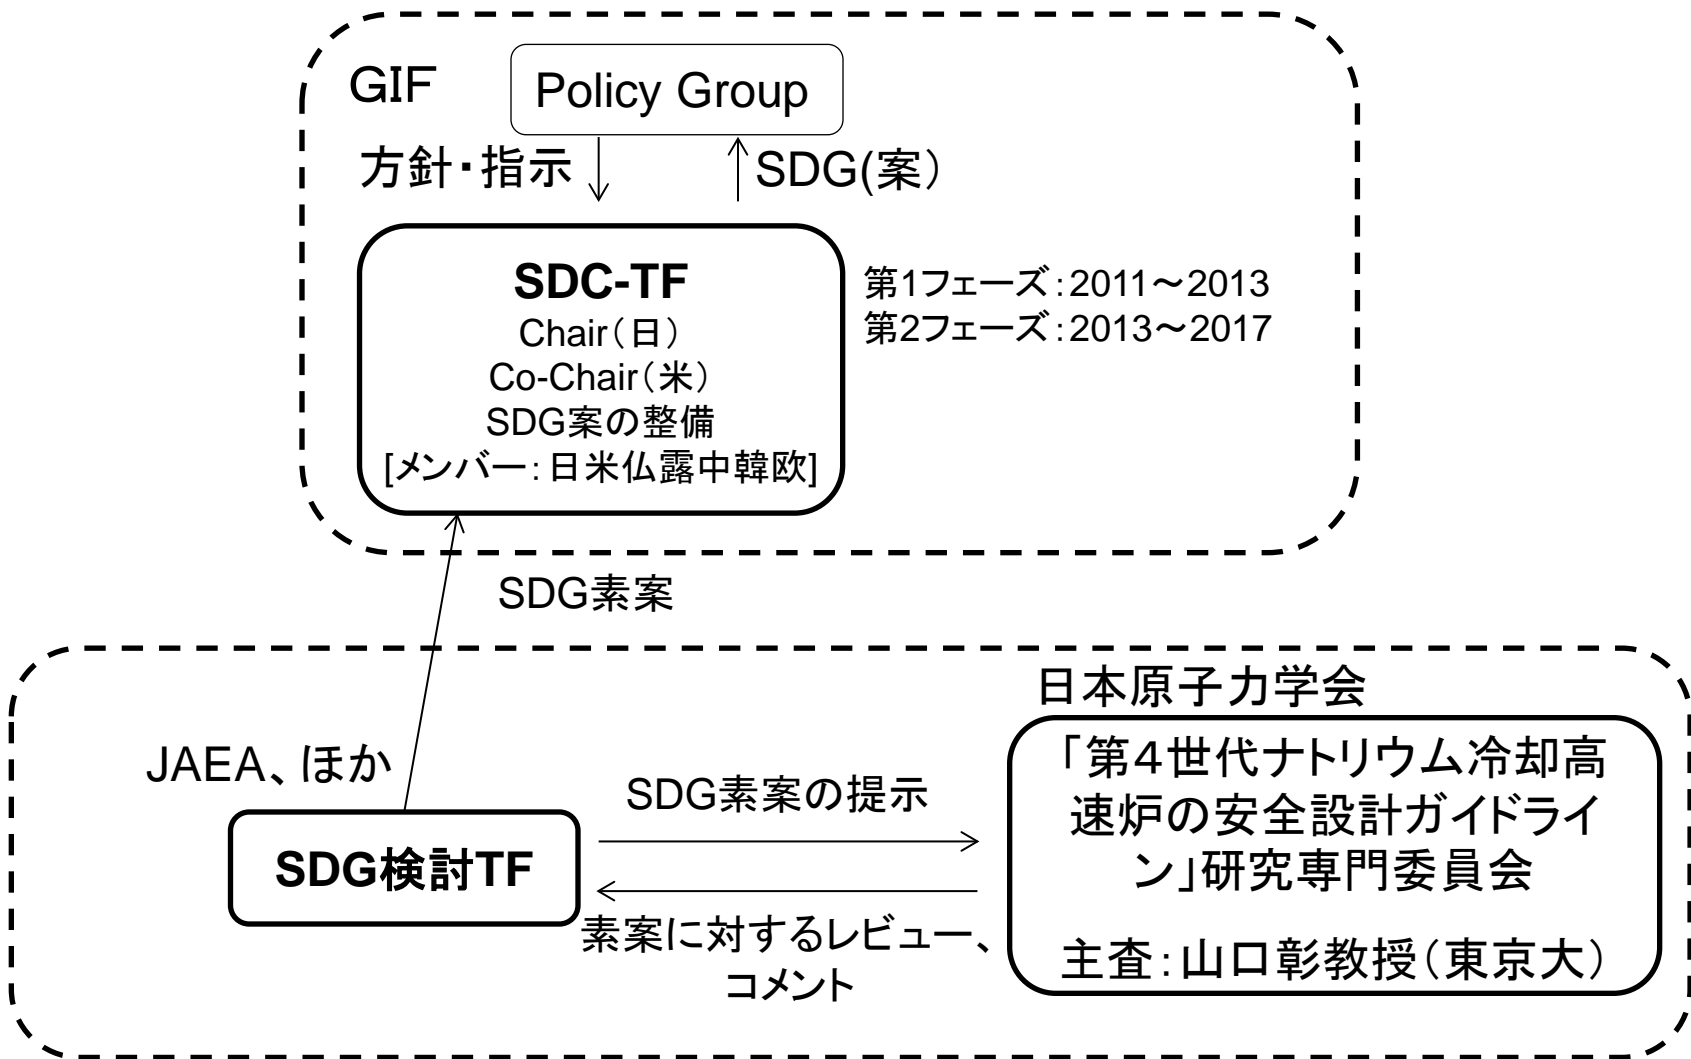 GIF
Policy Group
方針・指示
SDG(案）
SDC-TF
Chair（日）
Co-Chair（米）
SDG案の整備
[メンバー：日米仏露中韓欧]
第1フェーズ：2011～2013
第2フェーズ：2013～2017
SDG素案
日本原子力学会
JAEA、ほか
SDG検討TF
SDG素案の提示
素案に対するレビュー、
コメント
「第４世代ナトリウム冷却高
速炉の安全設計ガイドライ
ン」研究専門委員会
主査：山口彰教授（東京大）